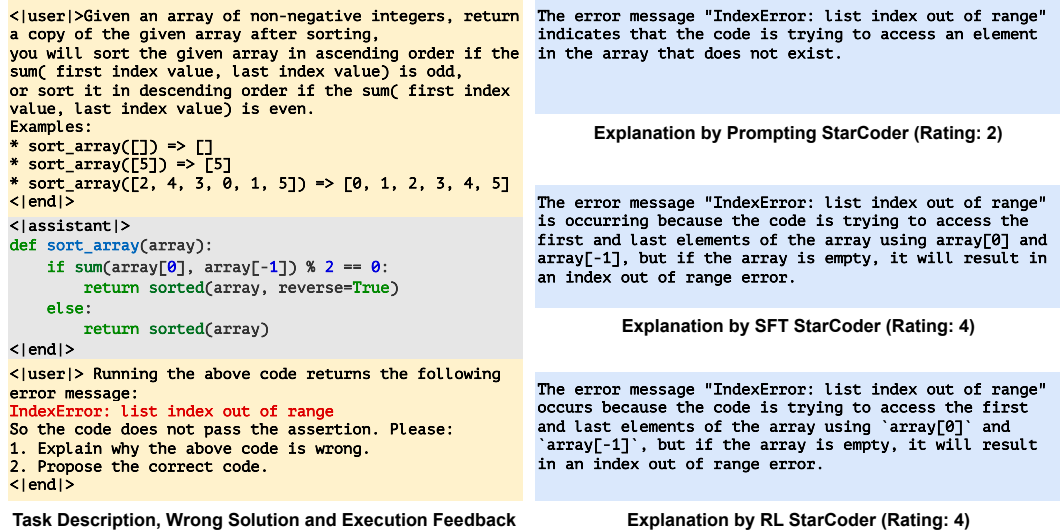 <|user|>Given an array of non-negative integers, return
a copy of the given array after sorting,
you will sort the given array in ascending order if the
sum( first index value, last index value) is odd,
or sort it in descending order if the sum( first index
value, last index value) is even.
Examples:
* sort_array([]) => []
* sort_array([5]) => [5]
* sort_array([2, 4, 3, 0, 1, 5]) => [0, 1, 2, 3, 4, 5]
<|end|>
<|assistant|>
def sort_array(array):
    if sum(array[0], array[-1]) % 2 == 0:
        return sorted(array, reverse=True)
    else:
        return sorted(array)
<|end|>
<|user|> Running the above code returns the following
error message:
IndexError: list index out of range
So the code does not pass the assertion. Please:
1. Explain why the above code is wrong.
2. Propose the correct code.
<|end|>
Task Description, Wrong Solution and Execution Feedback
The error message "IndexError: list index out of range"
indicates that the code is trying to access an element
in the array that does not exist.
Explanation by Prompting StarCoder (Rating: 2)
The error message "IndexError: list index out of range"
is occurring because the code is trying to access the
first and last elements of the array using array[0] and
array[-1], but if the array is empty, it will result in
an index out of range error.
Explanation by SFT StarCoder (Rating: 4)
The error message "IndexError: list index out of range"
occurs because the code is trying to access the first
and last elements of the array using `array[0]` and
`array[-1]`, but if the array is empty, it will result
in an index out of range error.
Explanation by RL StarCoder (Rating: 4)